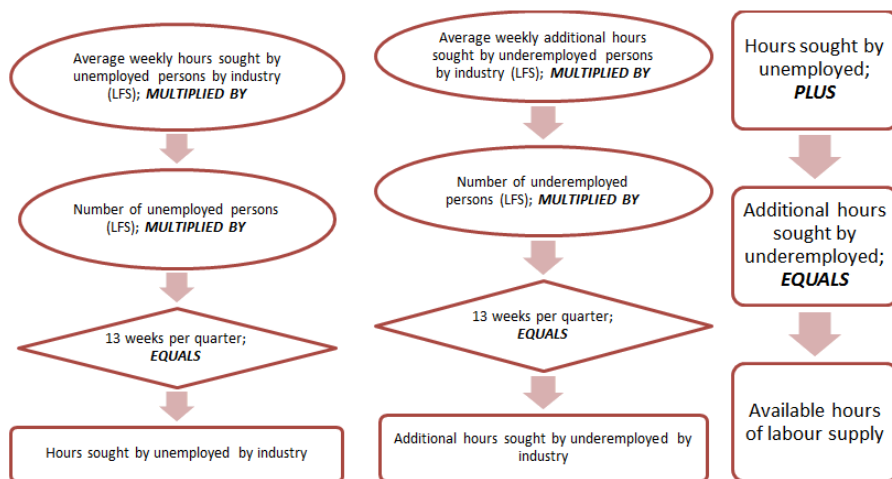 Average weekly hours sought by
unemployed persons by industry
(LFS); MULTIPLIED BY
Number of unemployed persons
(LFS); MULTIPLIED BY
13 weeks per quarter;
EQUALS
Hours sought by unemployed by industry
Average weekly additional hours
sought by underemployed persons
by industry (LFS); MULTIPLIED BY
Number of underemployed
persons (LFS); MULTIPLIED BY
13 weeks per quarter;
EQUALS
Additional hours sought by underemployed by
industry
Hours sought by
unemployed;
PLUS
Additional hours
sought by
underemployed;
EQUALS
Available hours
of labour supply